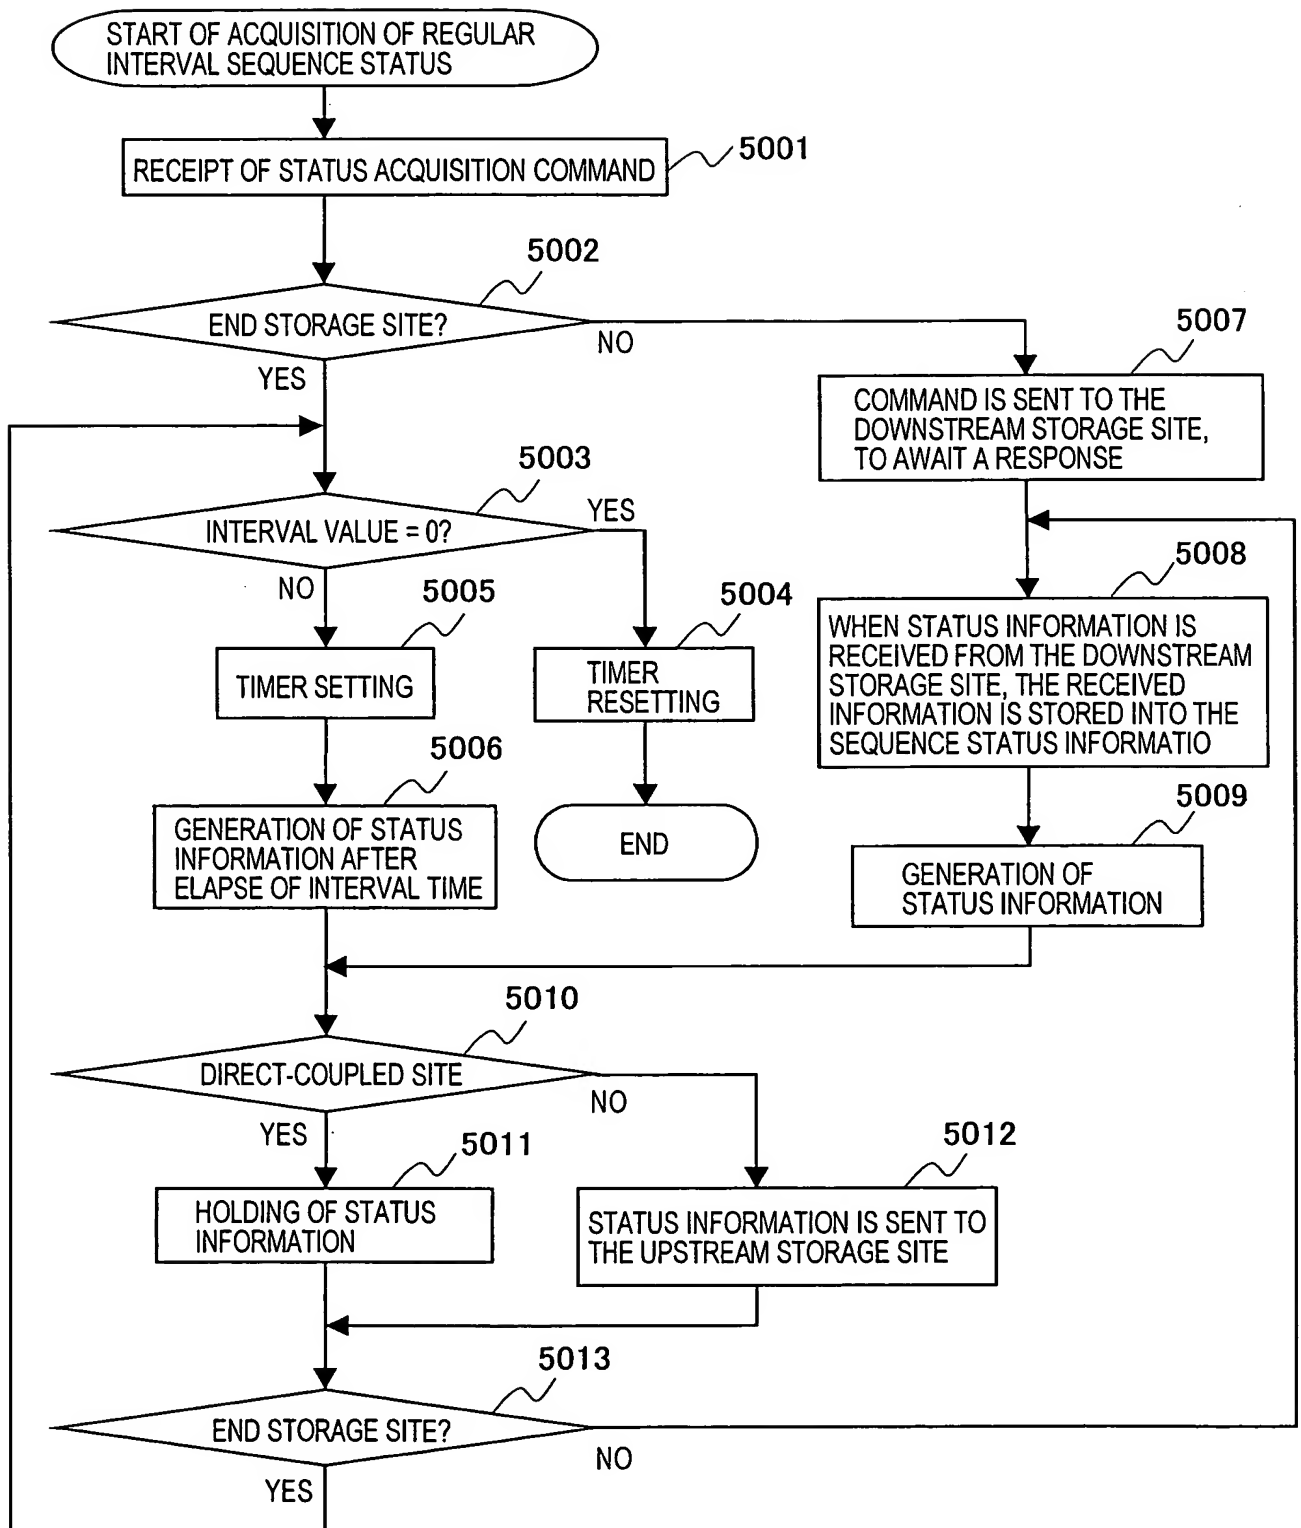 START OF ACQUISITION OF REGULAR
INTERVAL SEQUENCE STATUS
RECEIPT OF STATUS ACQUISITION COMMAND
5001
5002
END STORAGE SITE?
NO
YES
5007
COMMAND IS SENT TO THE
DOWNSTREAM STORAGE SITE,
TO AWAIT A RESPONSE
5003
INTERVAL VALUE = 0?
YES
NO
5005
TIMER SETTING
5004
TIMER
RESETTING
5008
WHEN STATUS INFORMATION IS
RECEIVED FROM THE DOWNSTREAM
STORAGE SITE, THE RECEIVED
INFORMATION IS STORED INTO THE
SEQUENCE STATUS INFORMATIO
5006
GENERATION OF STATUS
INFORMATION AFTER
ELAPSE OF INTERVAL TIME
END
5009
GENERATION OF
STATUS INFORMATION
5010
DIRECT-COUPLED SITE
NO
YES
5011
HOLDING OF STATUS
INFORMATION
5012
STATUS INFORMATION IS SENT TO
THE UPSTREAM STORAGE SITE
5013
END STORAGE SITE?
NO
YES